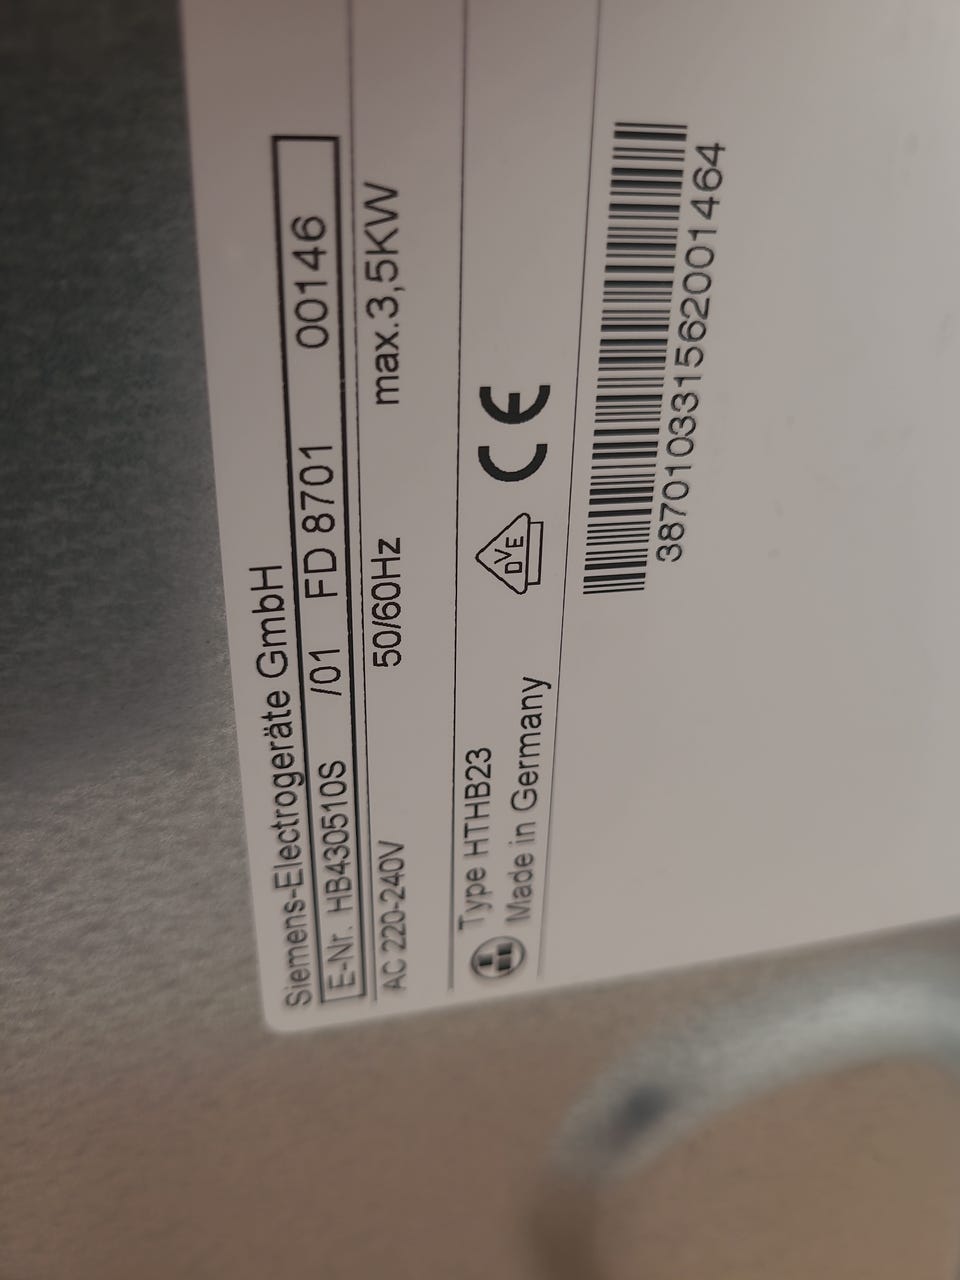 Siemens-Electrogeräte GmbH
E-Nr. HB430510S /01 FD 8701 00146
AC 220-240V 50/60Hz max.3,5KW
Type HTHB23
Made in Germany
DVE
CE
387010331562001464